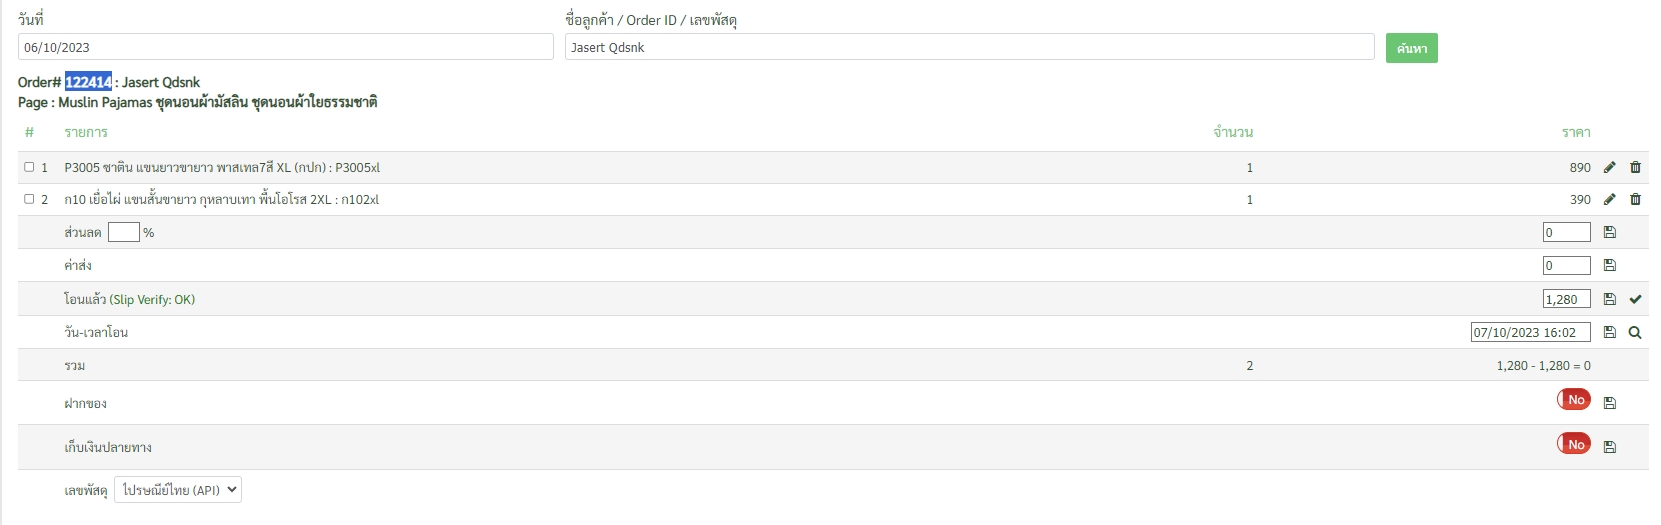 วันที่ ชื่อลูกค้า / Order ID / เลขพัสดุ
06/10/2023 Jasert Qdsnk ค้นหา
Order# 122414 : Jasert Qdsnk
Page : Muslin Pajamas ชุดนอนผ้ามัสลิน ชุดนอนผ้าใยธรรมชาติ
# รายการ จำนวน ราคา
1 P3005 ซาติน แขนยาวขายาว พาสเทล7สี XL (กปก) : P3005xl 1 890
2 ก10 เยื่อไผ่ แขนสั้นขายาว กุหลาบเทา พื้นโอโรส 2XL : ก102xl 1 390
ส่วนลด % 0
ค่าส่ง 0
โอนแล้ว (Slip Verify: OK) 1,280
วัน-เวลาโอน 07/10/2023 16:02
รวม 2 1,280 - 1,280 = 0
ฝากของ No
เก็บเงินปลายทาง No
เลขพัสดุ ไปรษณีย์ไทย (API)